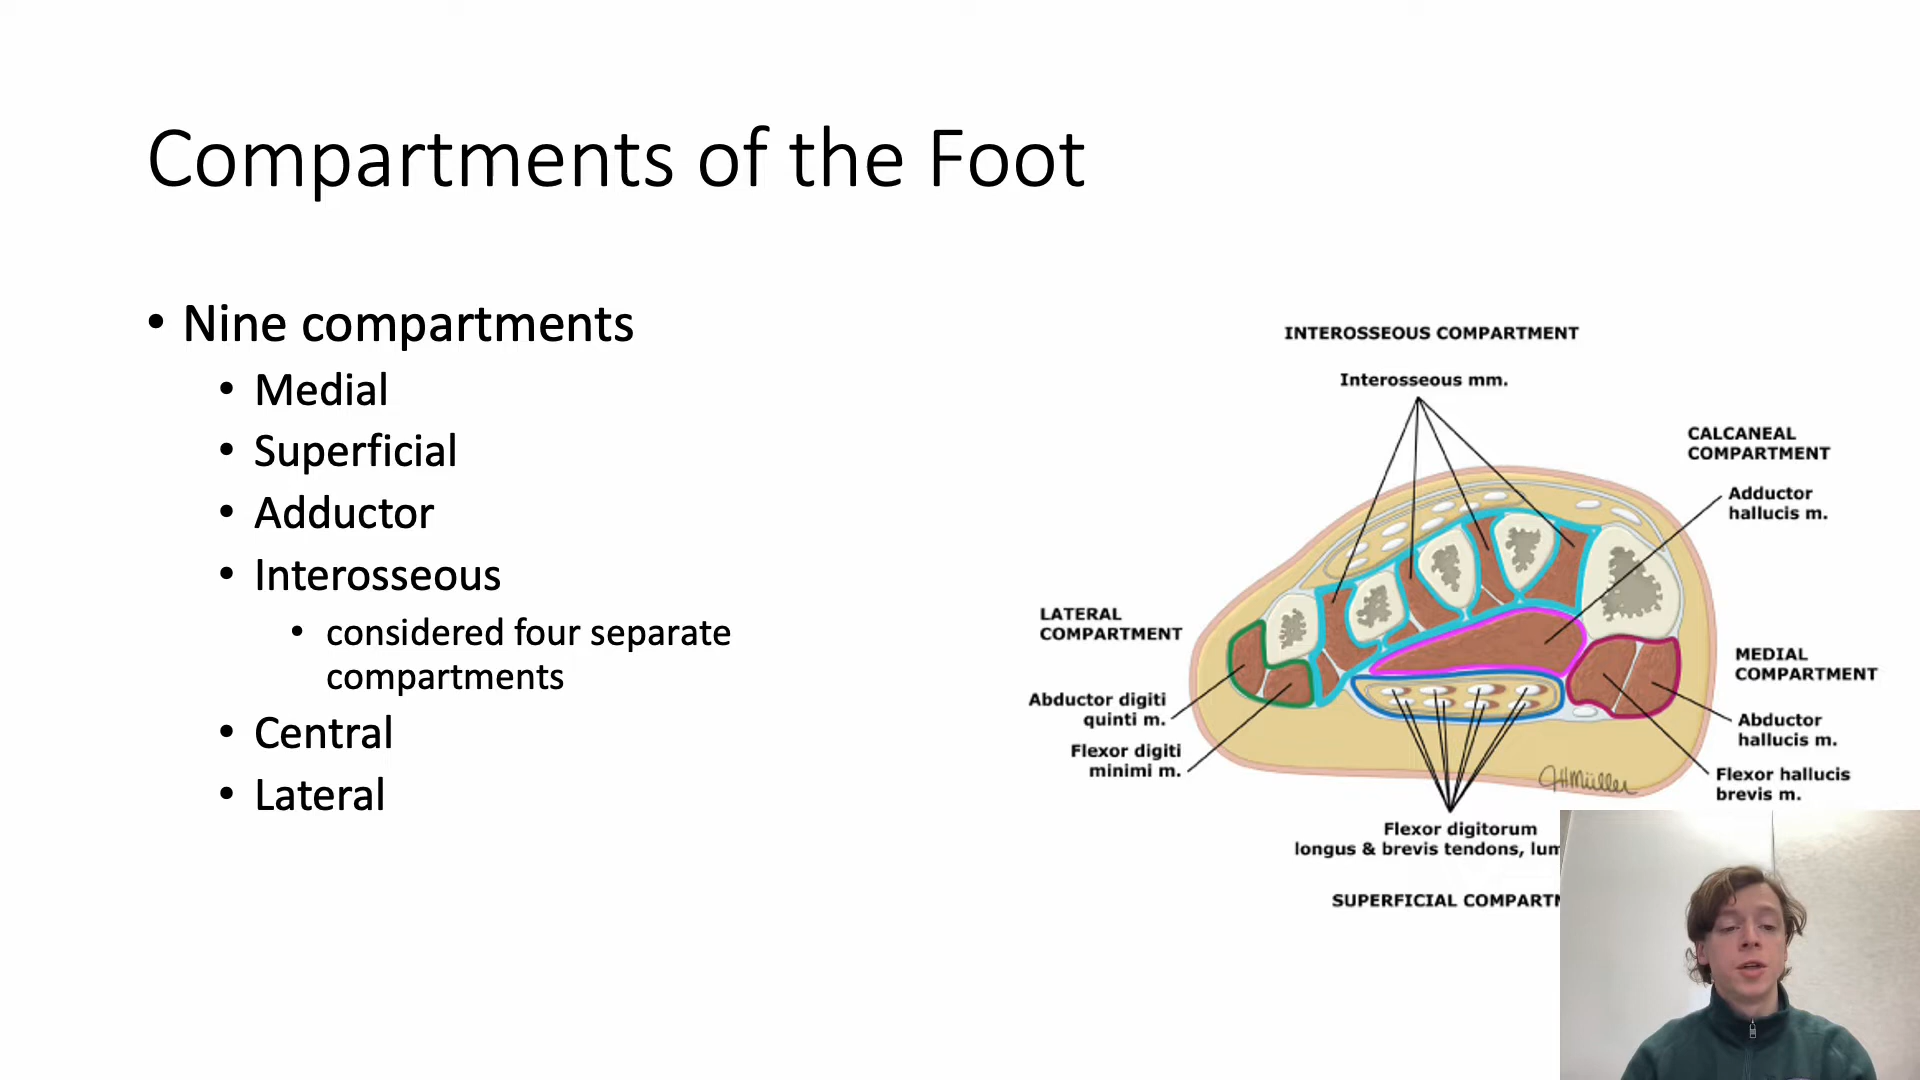 Compartments of the Foot
• Nine compartments
• Medial
• Superficial
• Adductor
• Interosseous
• considered four separate
compartments
• Central
• Lateral
INTEROSSEOUS COMPARTMENT
Interosseous mm.
CALCANEAL
COMPARTMENT
Adductor
hallucis m.
LATERAL
COMPARTMENT
MEDIAL
COMPARTMENT
Abductor digiti
quinti m.
Abductor
hallucis m.
Flexor digiti
minimi m.
Flexor hallucis
brevis m.
JHMüller
Flexor digitorum
longus & brevis tendons, lum
SUPERFICIAL COMPARTM